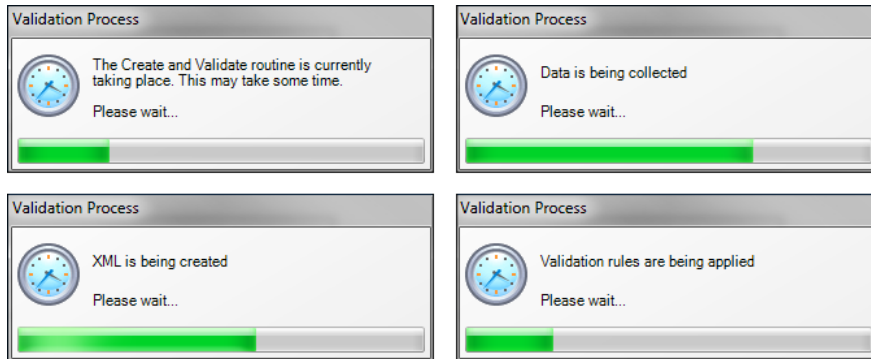 Validation Process
The Create and Validate routine is currently
taking place. This may take some time.
Please wait...
Validation Process
Data is being collected
Please wait...
Validation Process
XML is being created
Please wait...
Validation Process
Validation rules are being applied
Please wait...